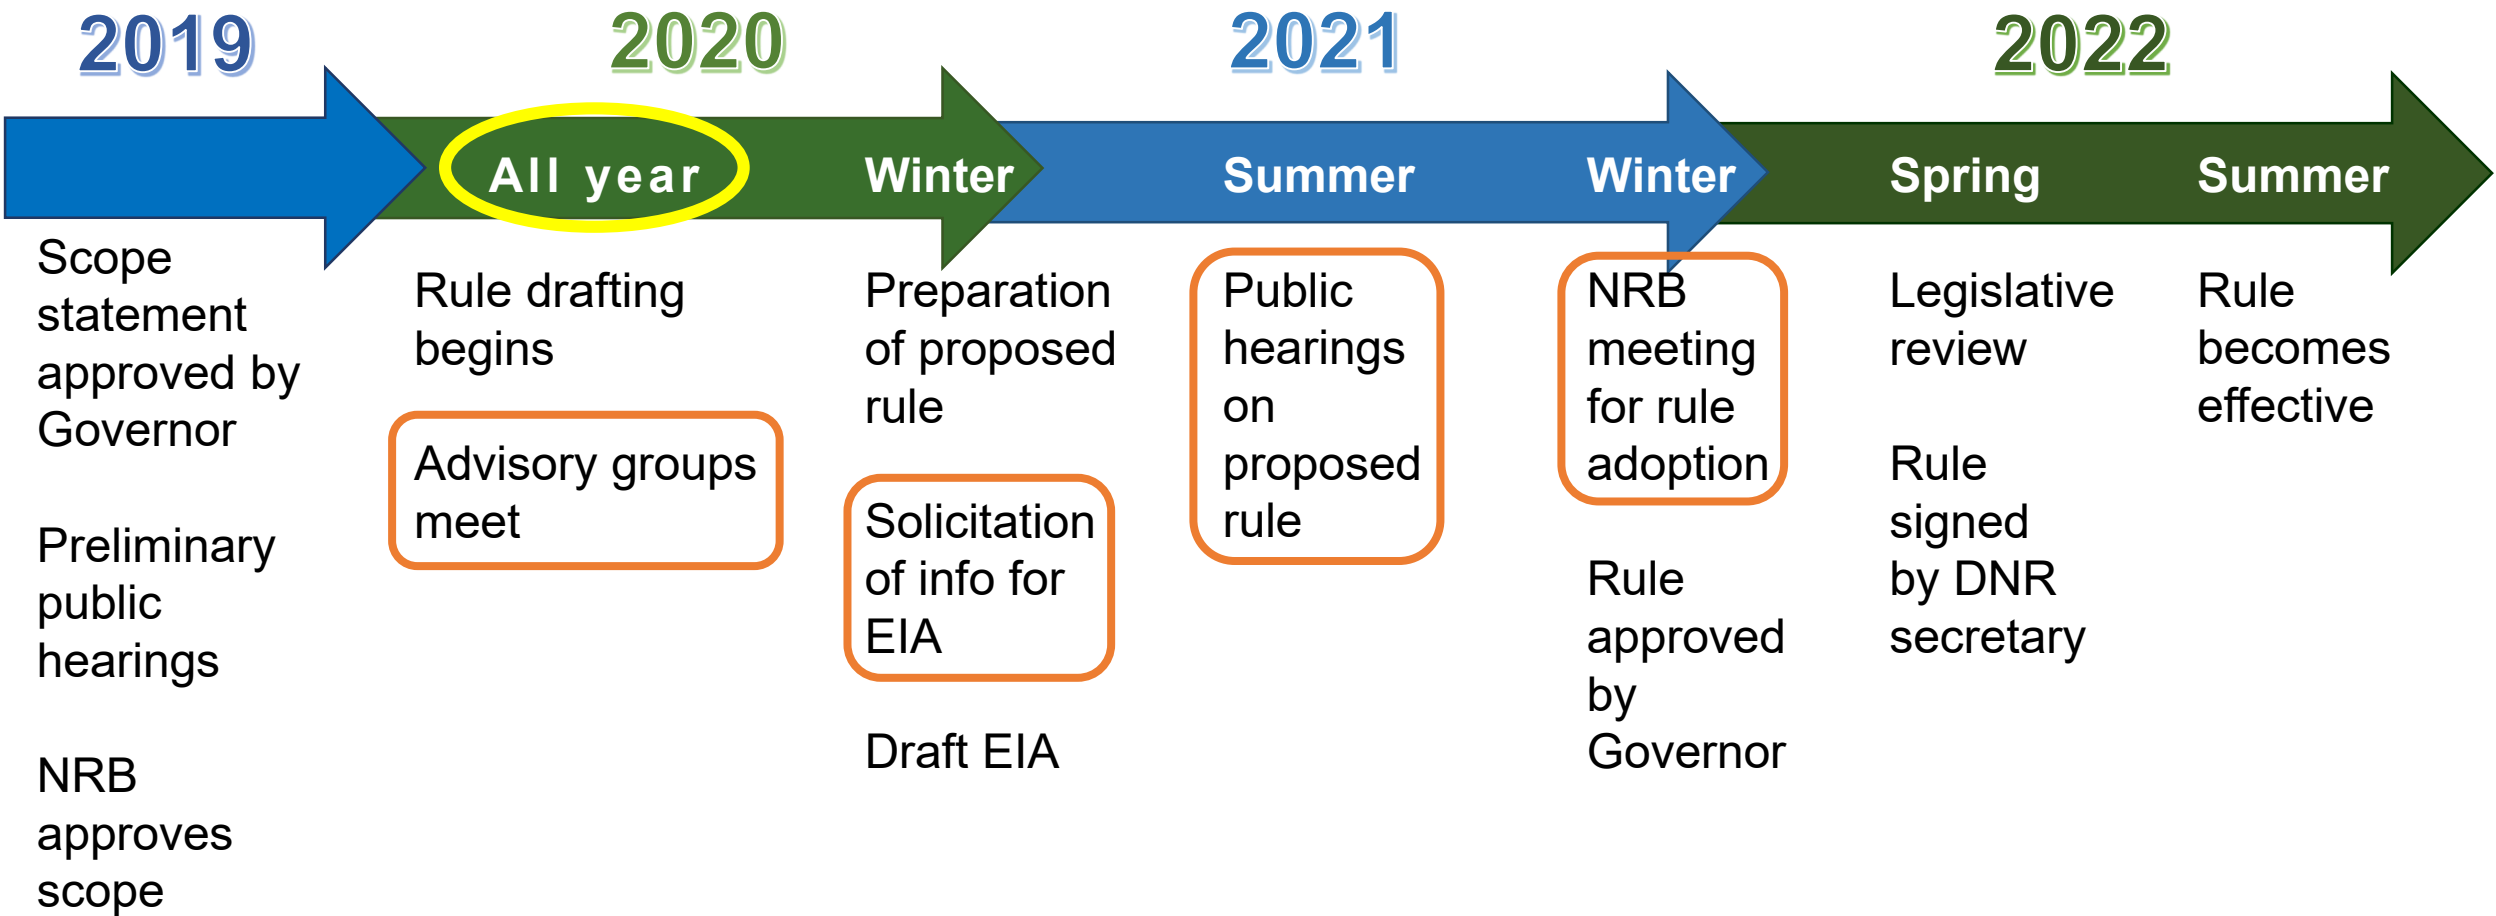 2019
2020
2021
2022
All year
Winter
Summer
Winter
Spring
Summer
Scope
statement
approved by
Governor
Preliminary
public
hearings
NRB
approves
scope
Rule drafting
begins
Advisory groups
meet
Preparation
of proposed
rule
Solicitation
of info for
EIA
Draft EIA
Public
hearings
on
proposed
rule
NRB
meeting
for rule
adoption
Rule
approved
by
Governor
Legislative
review
Rule
signed
by DNR
secretary
Rule
becomes
effective